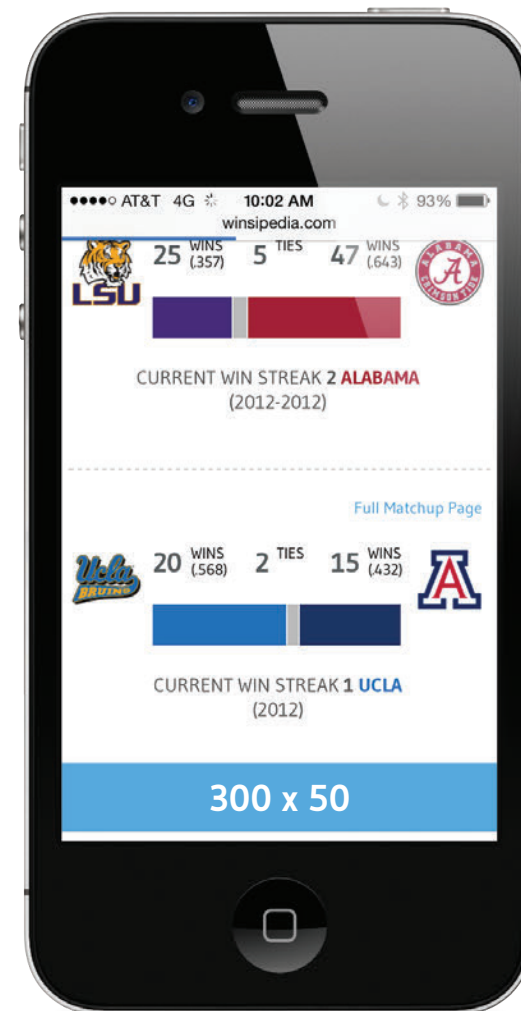 AT&T 4G 10:02 AM 93%
winsipedia.com
LSU 25 WINS (.357) 5 TIES 47 WINS (.643) ALABAMA A CRIMSON TIDE
CURRENT WIN STREAK 2 ALABAMA
(2012-2012)
Full Matchup Page
Ucla BRUINS 20 WINS (.568) 2 TIES 15 WINS (.432) A
CURRENT WIN STREAK 1 UCLA
(2012)
300 x 50